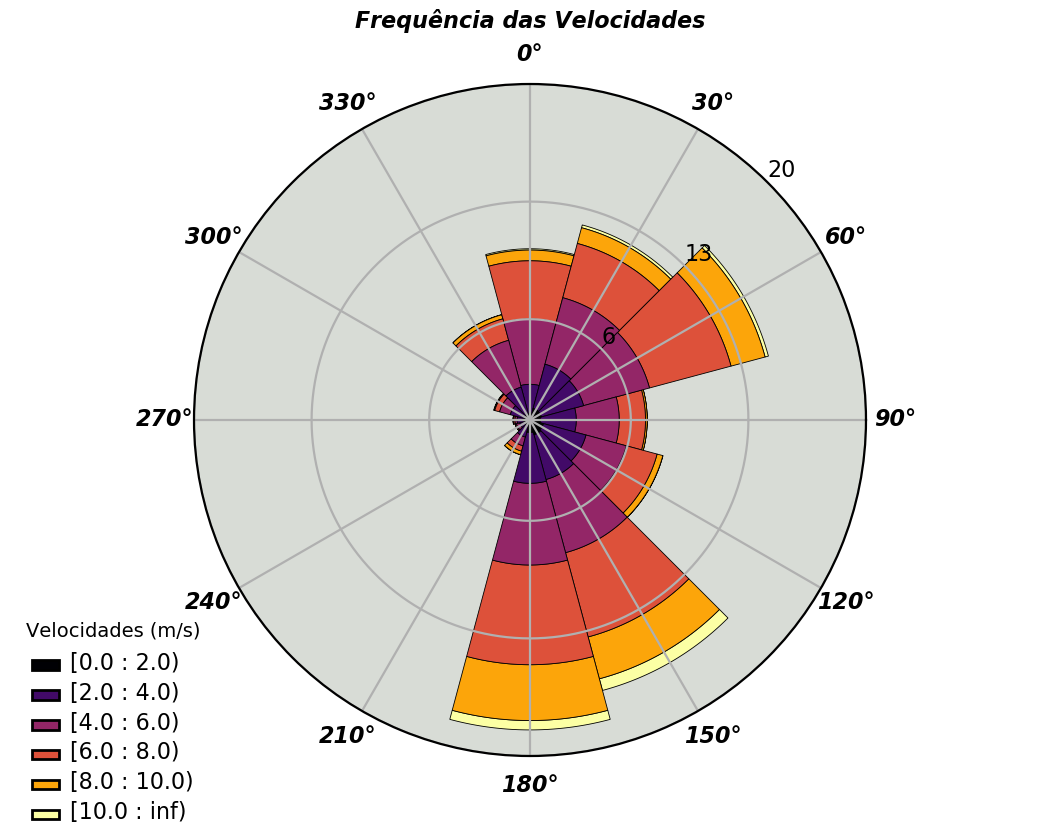 Frequência das Velocidades
0°
330°
30°
20
300°
60°
13
6
270°
90°
240°
120°
210°
150°
180°
Velocidades (m/s)
[0.0 : 2.0)
[2.0 : 4.0)
[4.0 : 6.0)
[6.0 : 8.0)
[8.0 : 10.0)
[10.0 : inf)